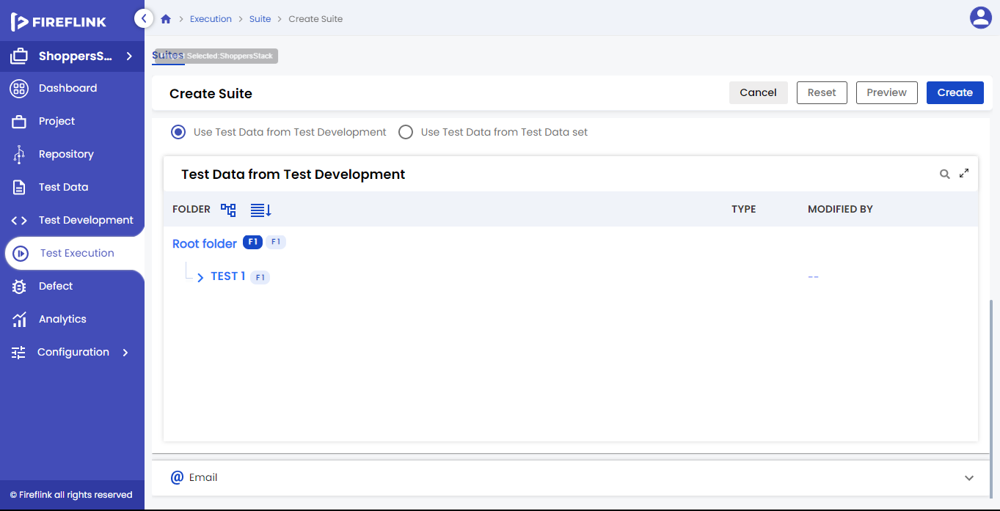 FIREFLINK
ShoppersS...
Dashboard
Project
Repository
Test Data
Test Development
Test Execution
Defect
Analytics
Configuration
© Fireflink all rights reserved
Execution > Suite > Create Suite
Suites
Selected:ShoppersStack
Create Suite
Cancel
Reset
Preview
Create
Use Test Data from Test Development
Use Test Data from Test Data set
Test Data from Test Development
FOLDER
TYPE
MODIFIED BY
Root folder F1 F1
TEST 1 F1
--
@ Email